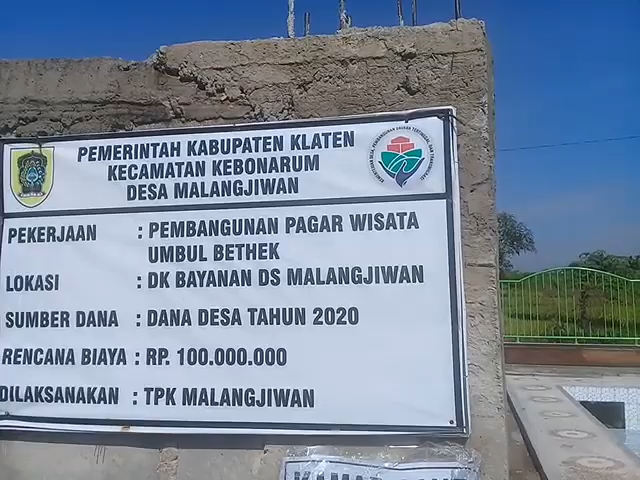 PEMERINTAH KABUPATEN KLATEN
KECAMATAN KEBONARUM
DESA MALANGJIWAN
PEKERJAAN : PEMBANGUNAN PAGAR WISATA
UMBUL BETHEK
LOKASI : DK BAYANAN DS MALANGJIWAN
SUMBER DANA : DANA DESA TAHUN 2020
RENCANA BIAYA : RP. 100.000.000
DILAKSANAKAN : TPK MALANGJIWAN